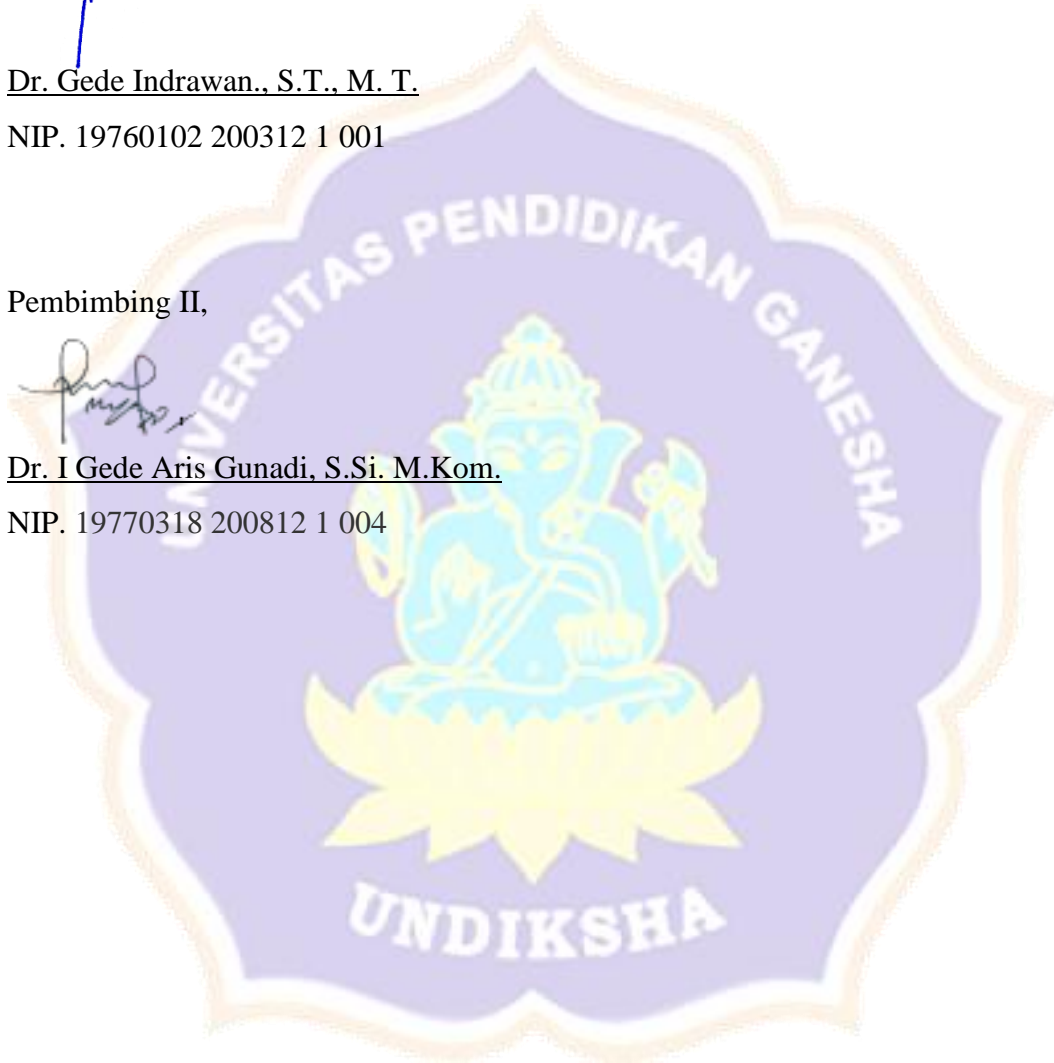 Dr. Gede Indrawan., S.T., M. T.
NIP. 19760102 200312 1 001
UNIVERSITAS PENDIDIKAN GANESHA
Pembimbing II,
Dr. I Gede Aris Gunadi, S.Si. M.Kom.
NIP. 19770318 200812 1 004
UNDIKSHA